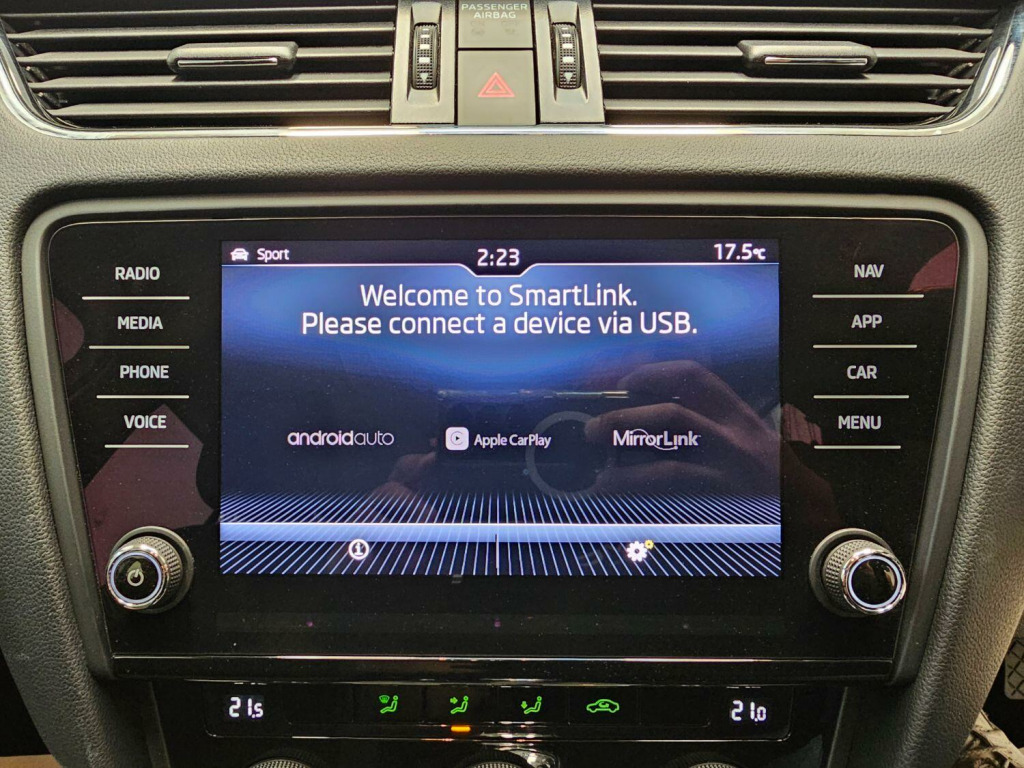 PASSENGER
AIRBAG
Sport
2:23
17.5°C
RADIO
MEDIA
PHONE
VOICE
Welcome to SmartLink.
Please connect a device via USB.
androidauto
Apple CarPlay
MirrorLink
NAV
APP
CAR
MENU
21.5
21.0